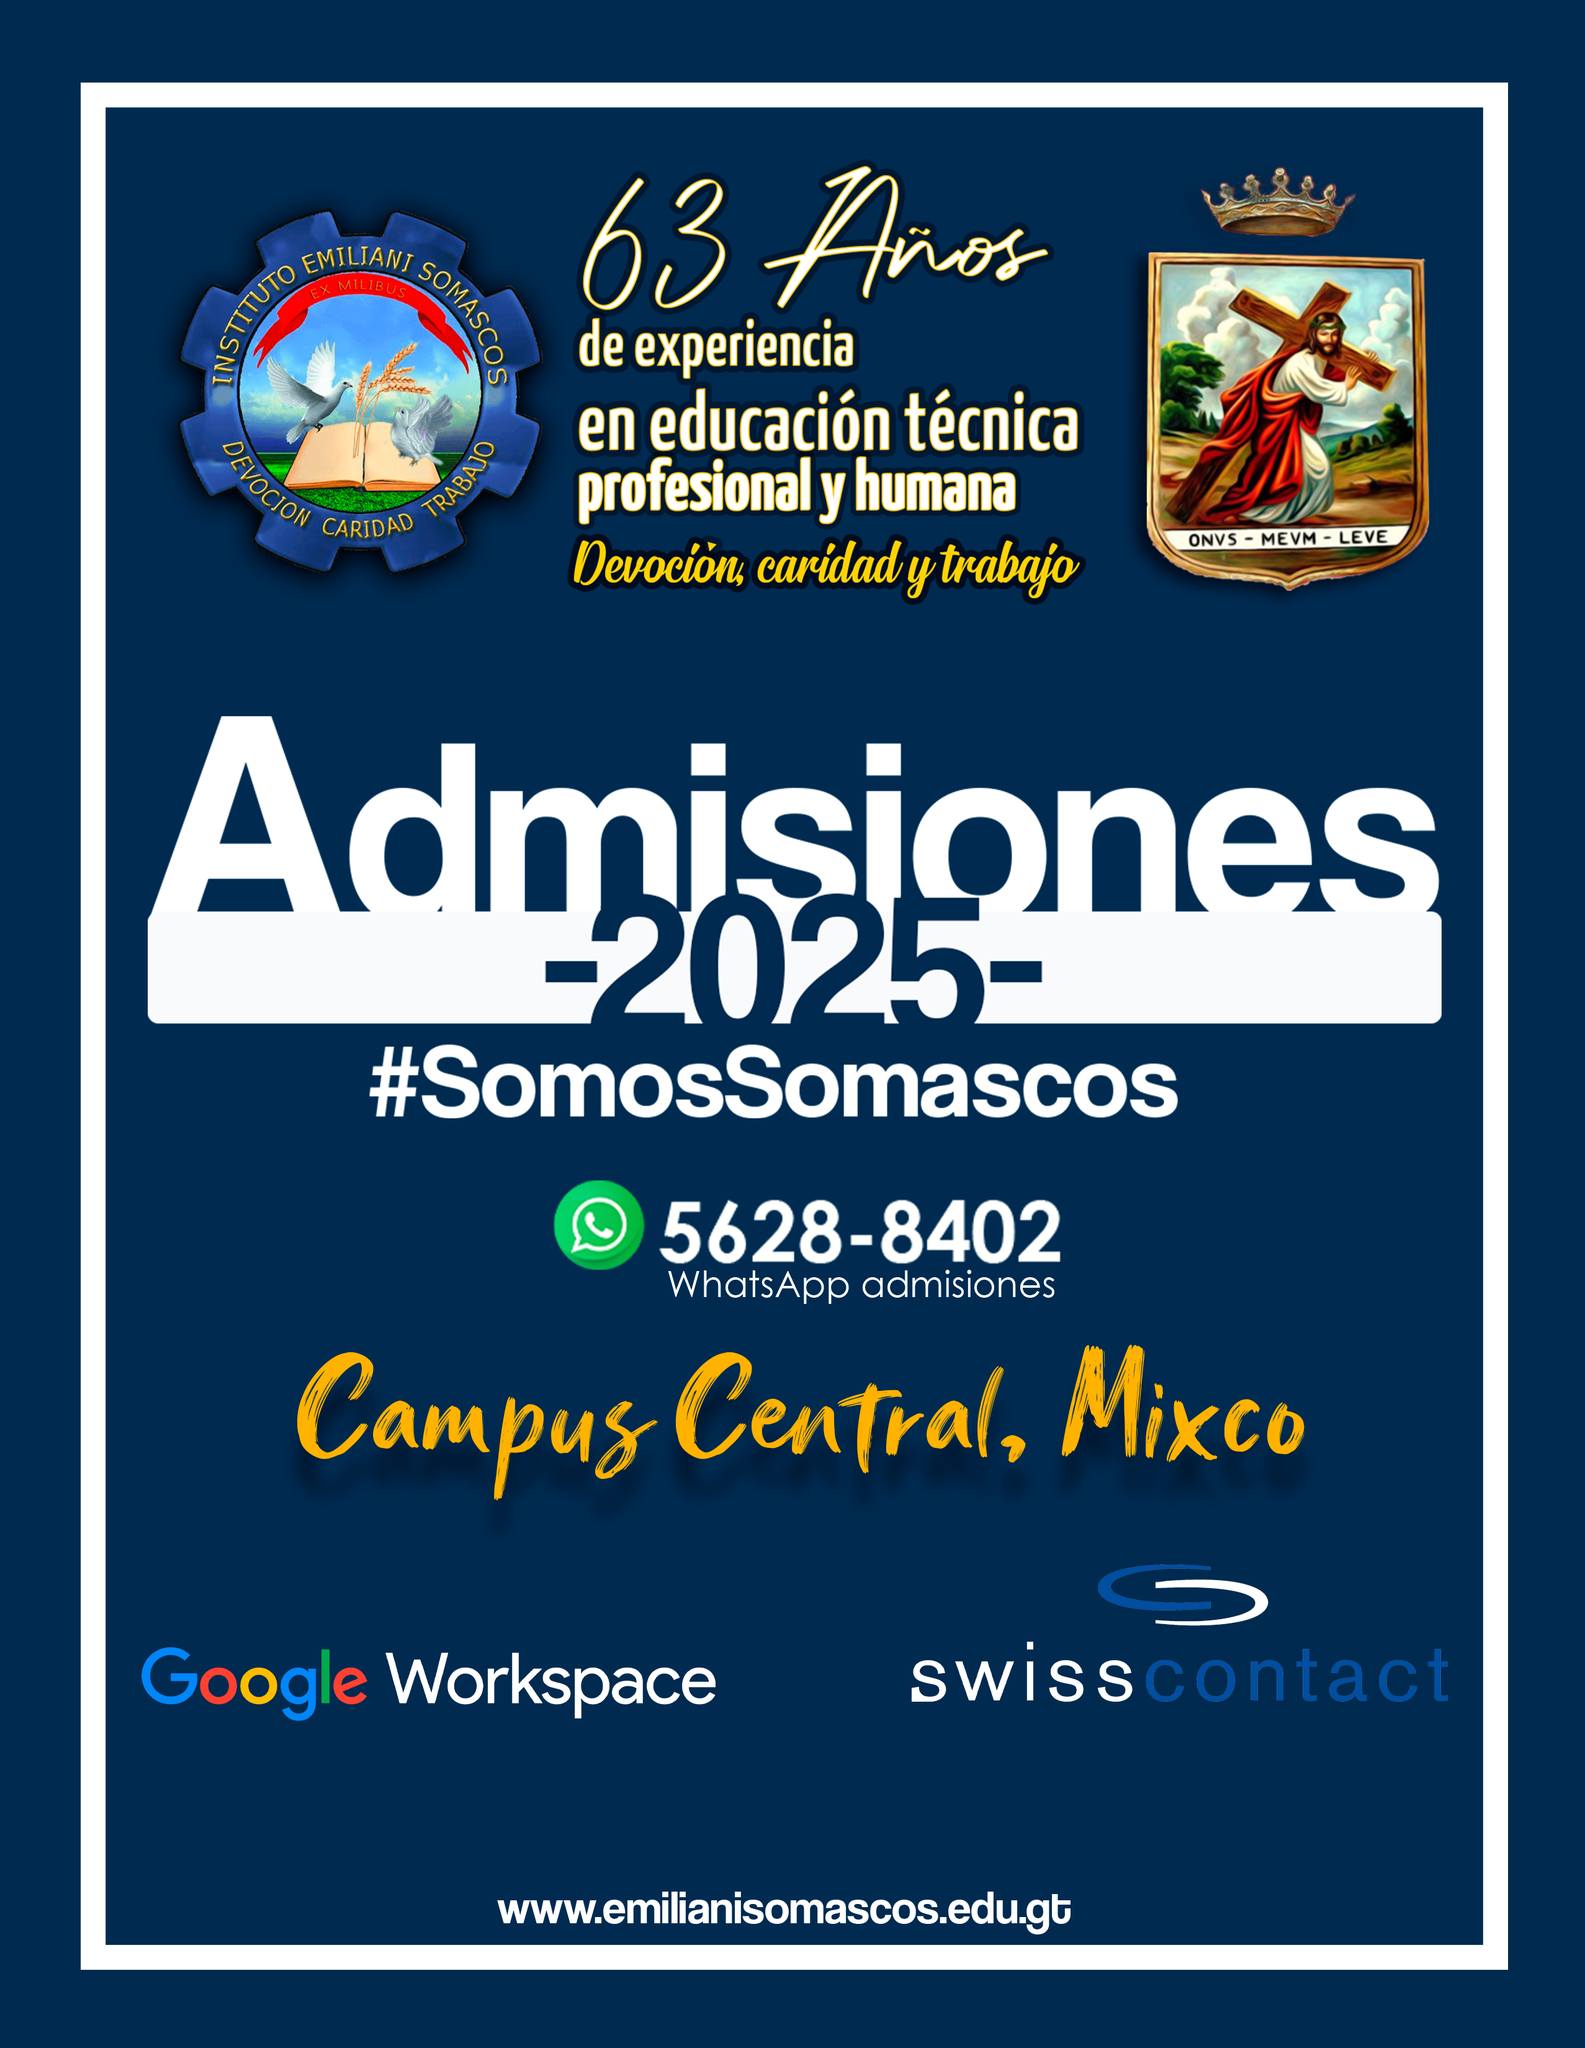 INSTITUTO EMILIANI SOMASCOS
EX MILIBUS
DEVOCION CARIDAD TRABAJO
63 Años
de experiencia
en educación técnica
profesional y humana
Devoción, caridad y trabajo
ONVS - MEVM - LEVE
Admisiones
-2025-
#SomosSomascos
5628-8402
WhatsApp admisiones
Campus Central, Mixco
Google Workspace
swisscontact
www.emilianisomascos.edu.gt